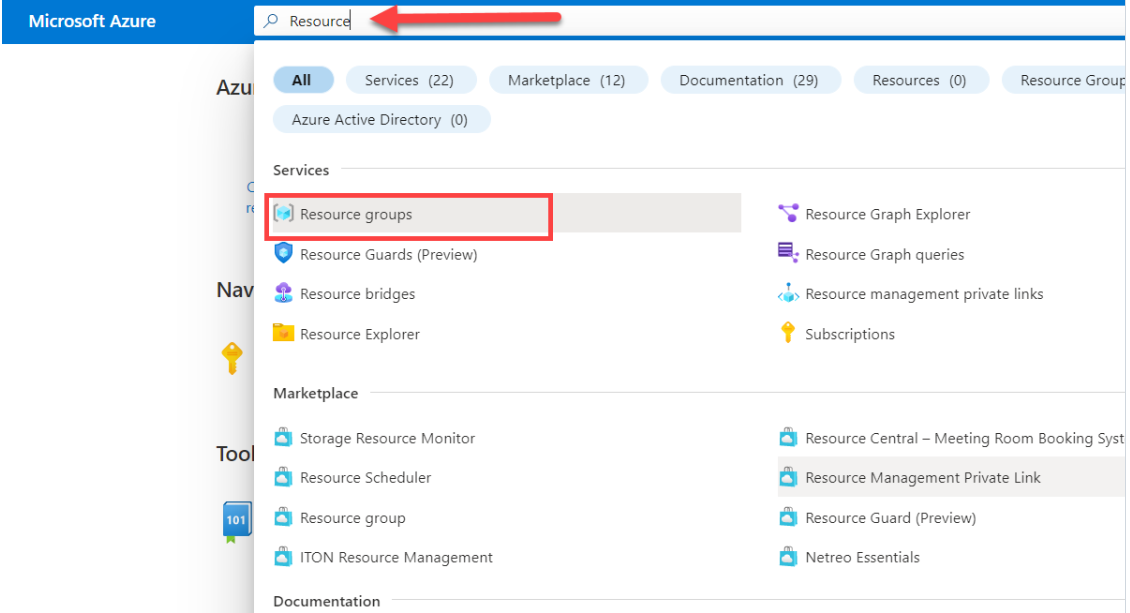 Microsoft Azure
Resource
All Services (22) Marketplace (12) Documentation (29) Resources (0) Resource Group
Azure Active Directory (0)
Azu
Services
Resource groups Resource Graph Explorer
Resource Guards (Preview) Resource Graph queries
Nav
Resource bridges Resource management private links
Resource Explorer Subscriptions
Marketplace
Storage Resource Monitor Resource Central – Meeting Room Booking Syst
Tool
Resource Scheduler Resource Management Private Link
101
Resource group Resource Guard (Preview)
ITON Resource Management Netreo Essentials
Documentation